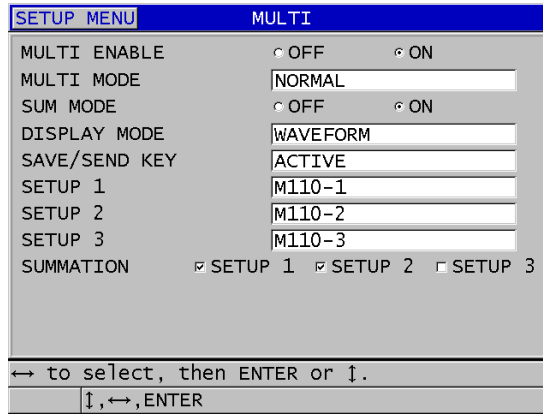 SETUP MENU MULTI
MULTI ENABLE OFF ON
MULTI MODE NORMAL
SUM MODE OFF ON
DISPLAY MODE WAVEFORM
SAVE/SEND KEY ACTIVE
SETUP 1 M110-1
SETUP 2 M110-2
SETUP 3 M110-3
SUMMATION SETUP 1 SETUP 2 SETUP 3
↔ to select, then ENTER or ↕.
↕,↔,ENTER